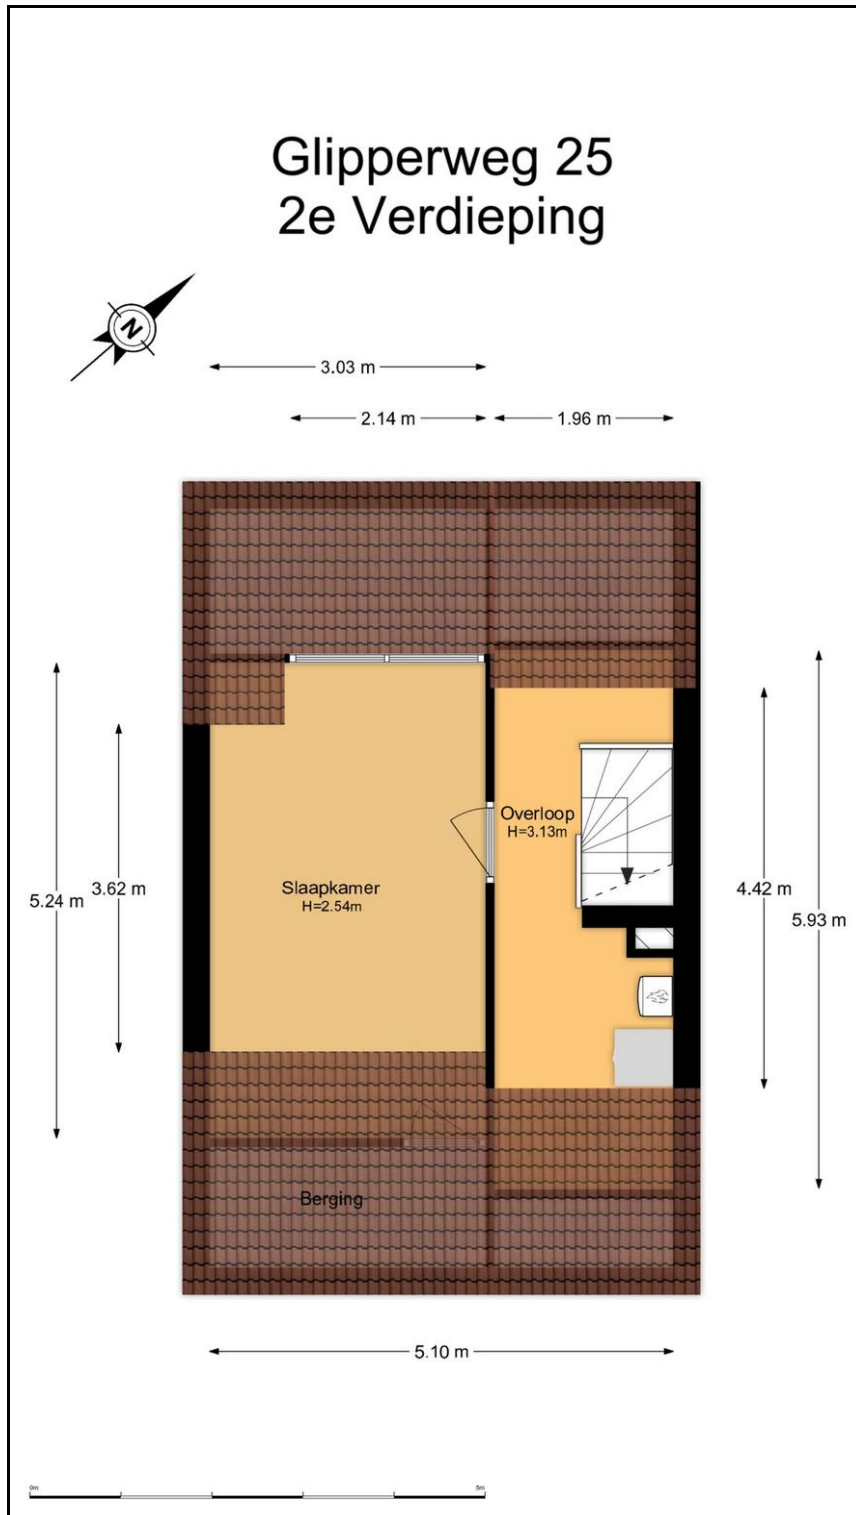 Glipperweg 25
2e Verdieping
N
3.03 m
2.14 m
1.96 m
Overloop
H=3.13m
Slaapkamer
H=2.54m
5.24 m
3.62 m
4.42 m
5.93 m
Berging
5.10 m
0m
5m